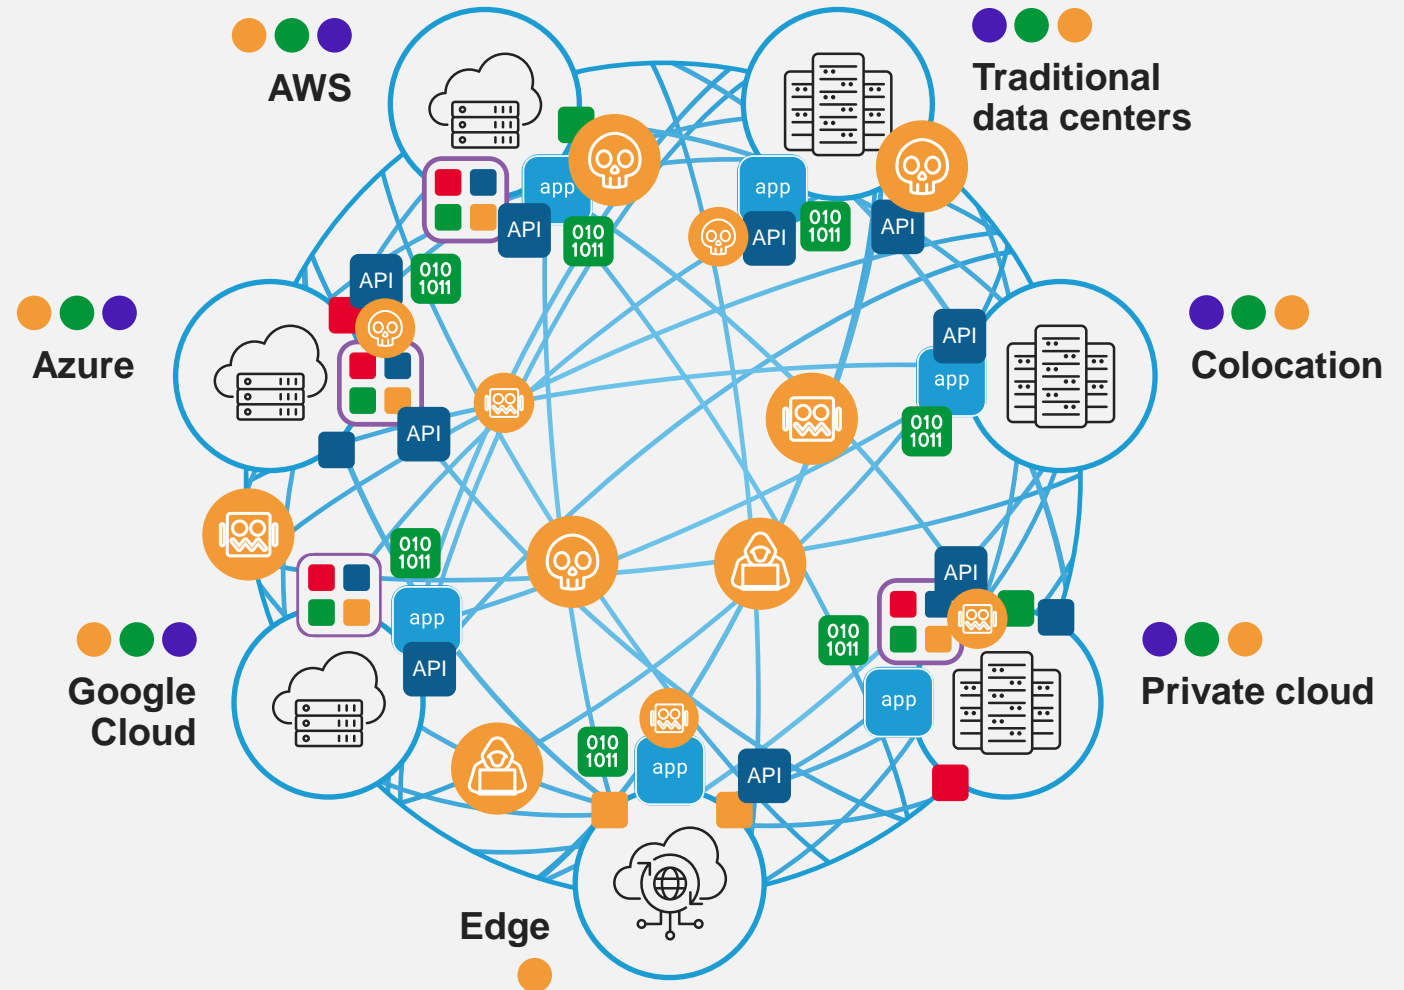 AWS
Traditional
data centers
app
API
010
1011
app
API
010
1011
API
API
010
1011
Azure
API
API
app
010
1011
Colocation
010
1011
app
API
Google
Cloud
API
010
1011
app
Private cloud
010
1011
app
API
Edge